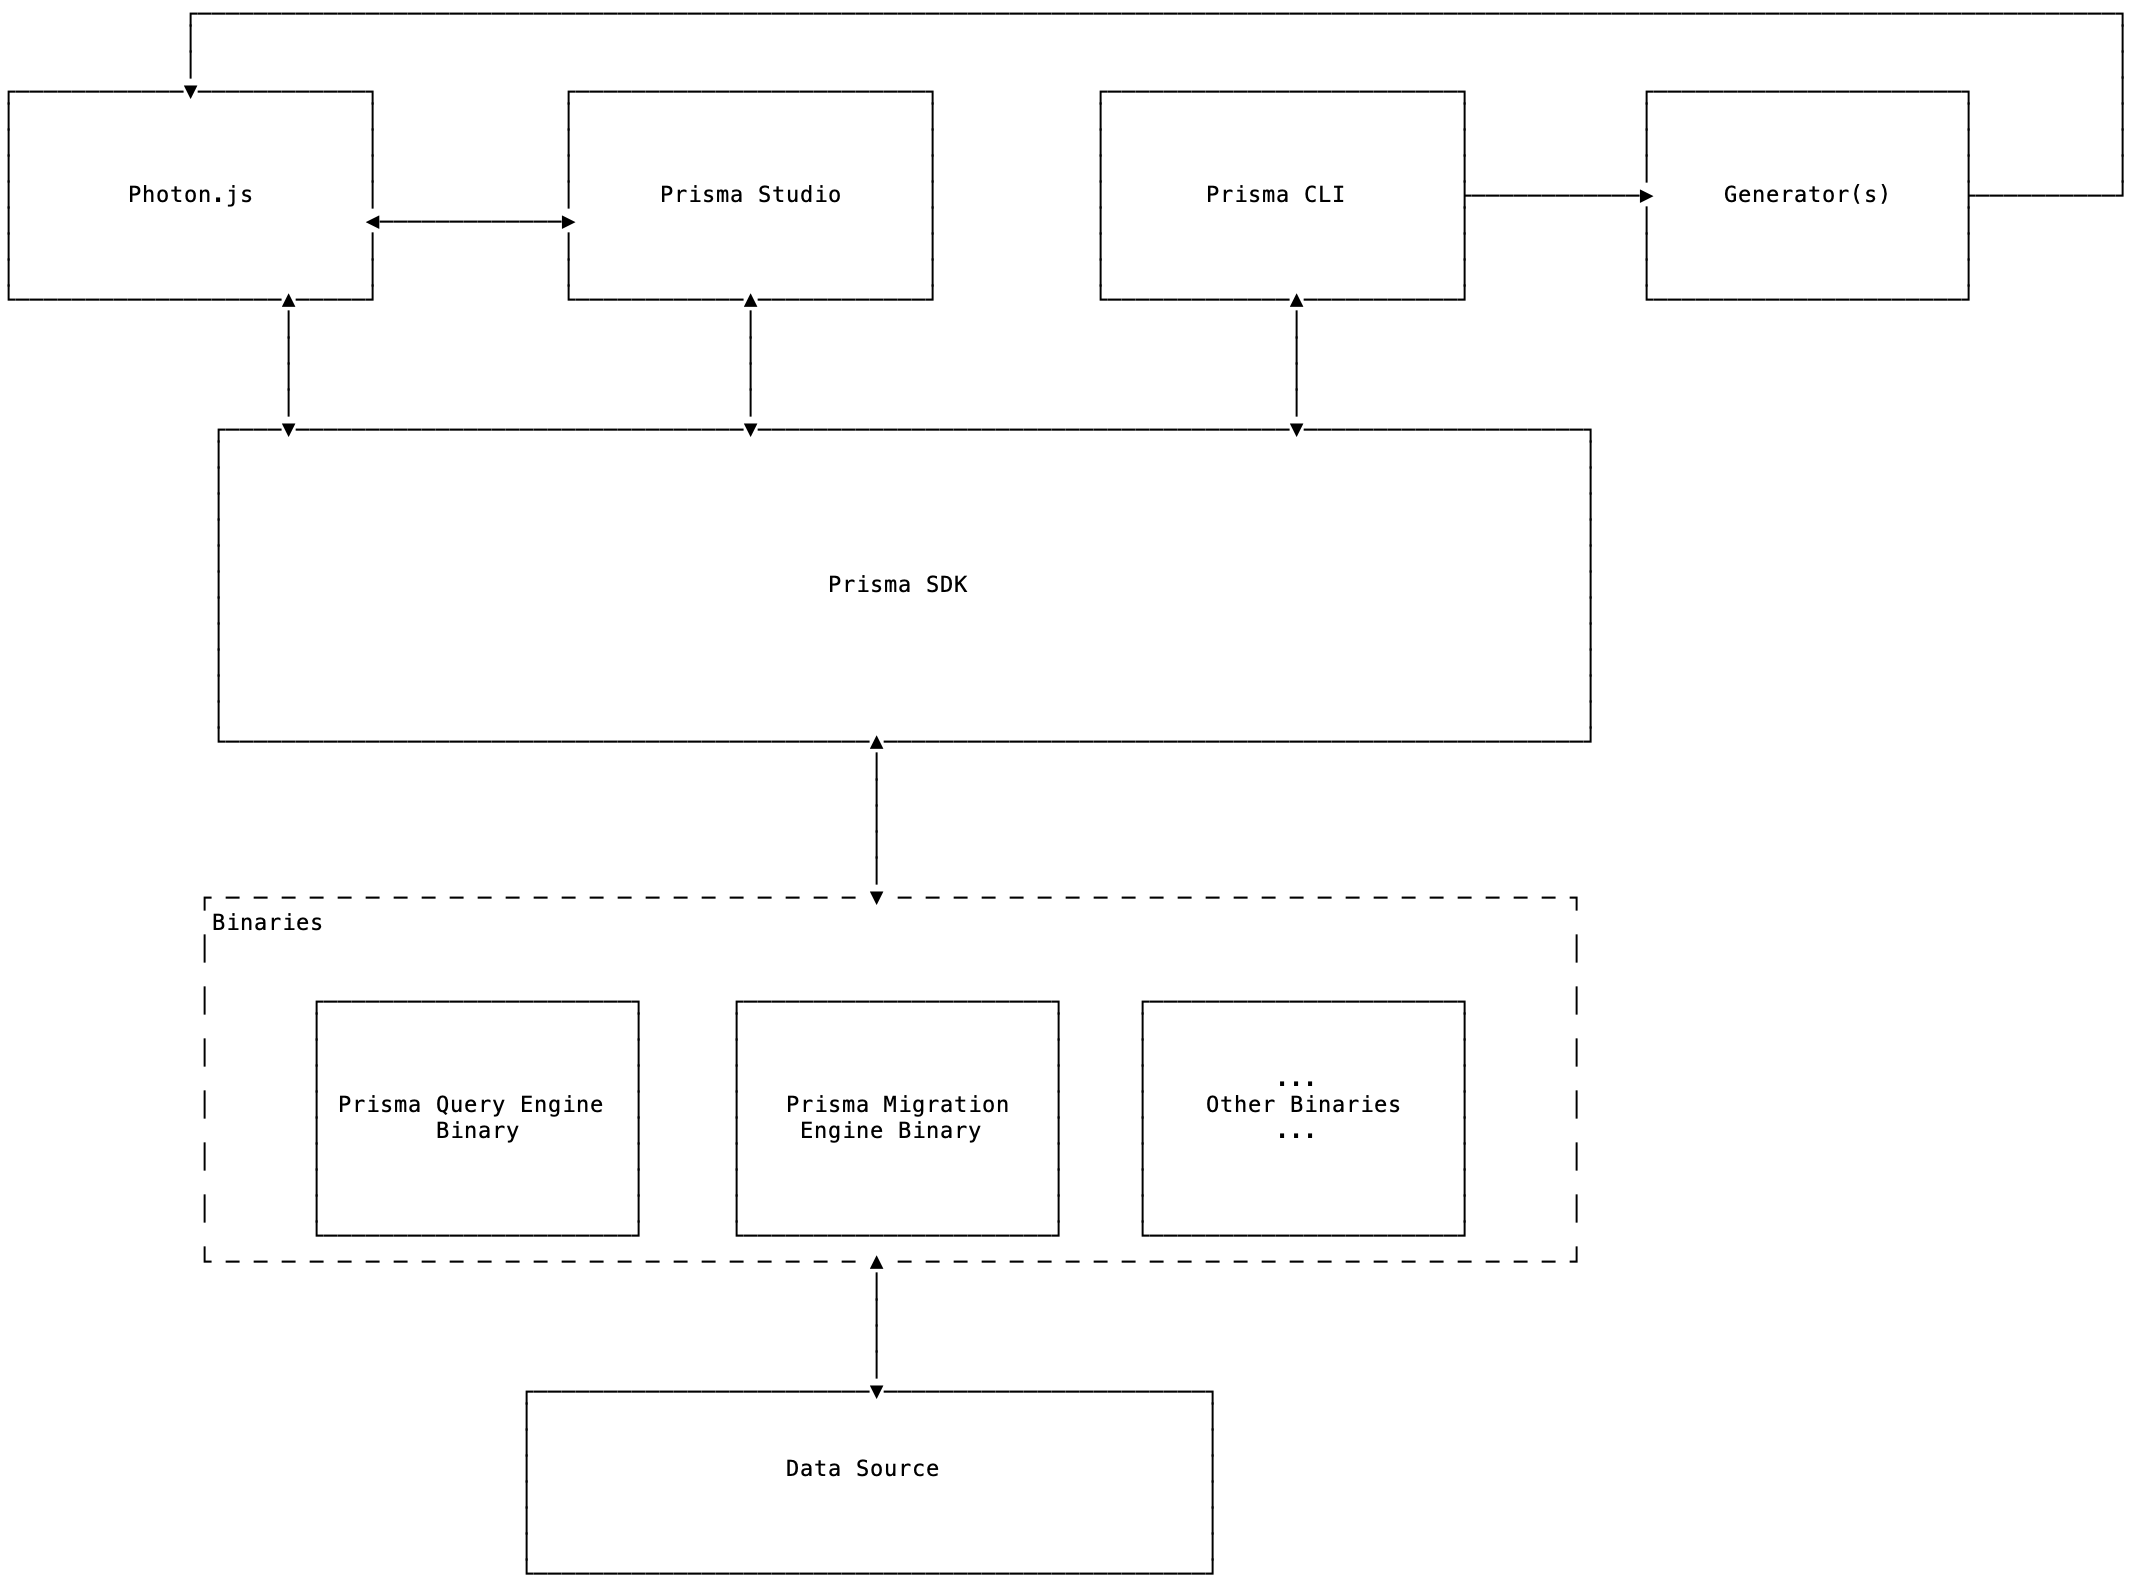 Photon.js
Prisma Studio
Prisma CLI
Generator(s)
Prisma SDK
Binaries
Prisma Query Engine
Binary
Prisma Migration
Engine Binary
...
Other Binaries
...
Data Source